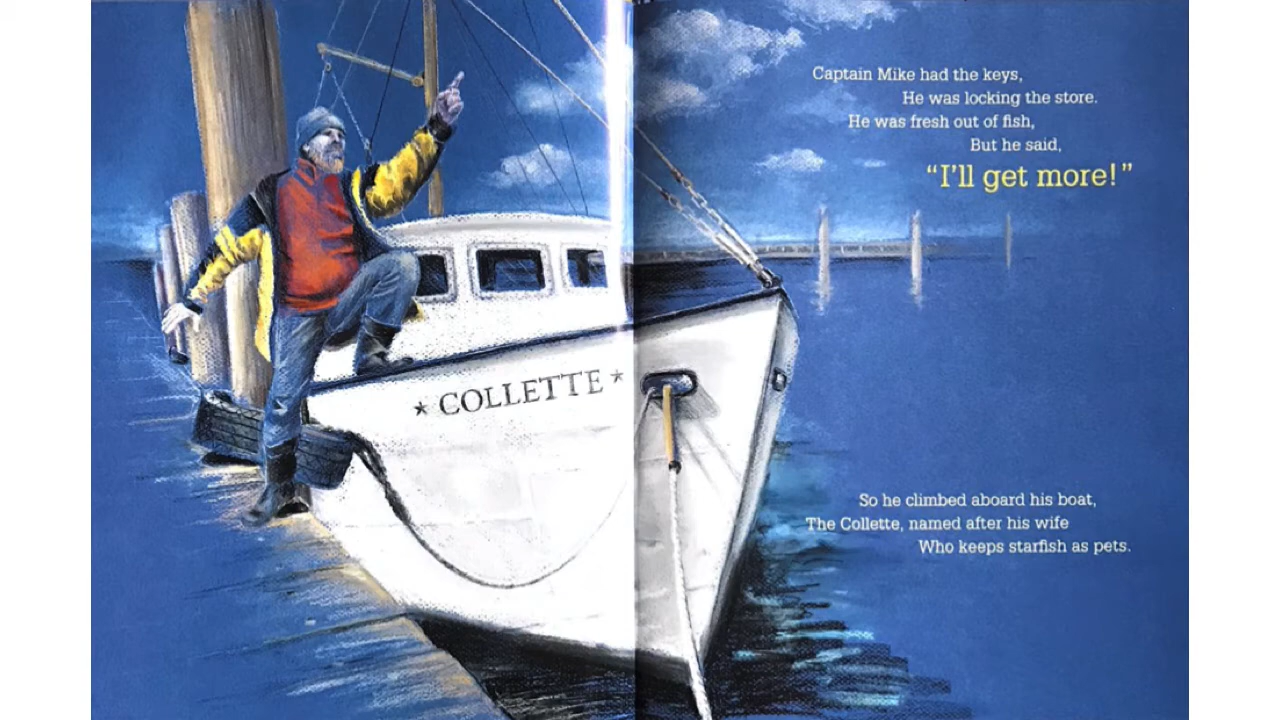 ★ COLLETTE ★
Captain Mike had the keys,
He was locking the store.
He was fresh out of fish,
But he said,
“I’ll get more!”
So he climbed aboard his boat,
The Collette, named after his wife
Who keeps starfish as pets.